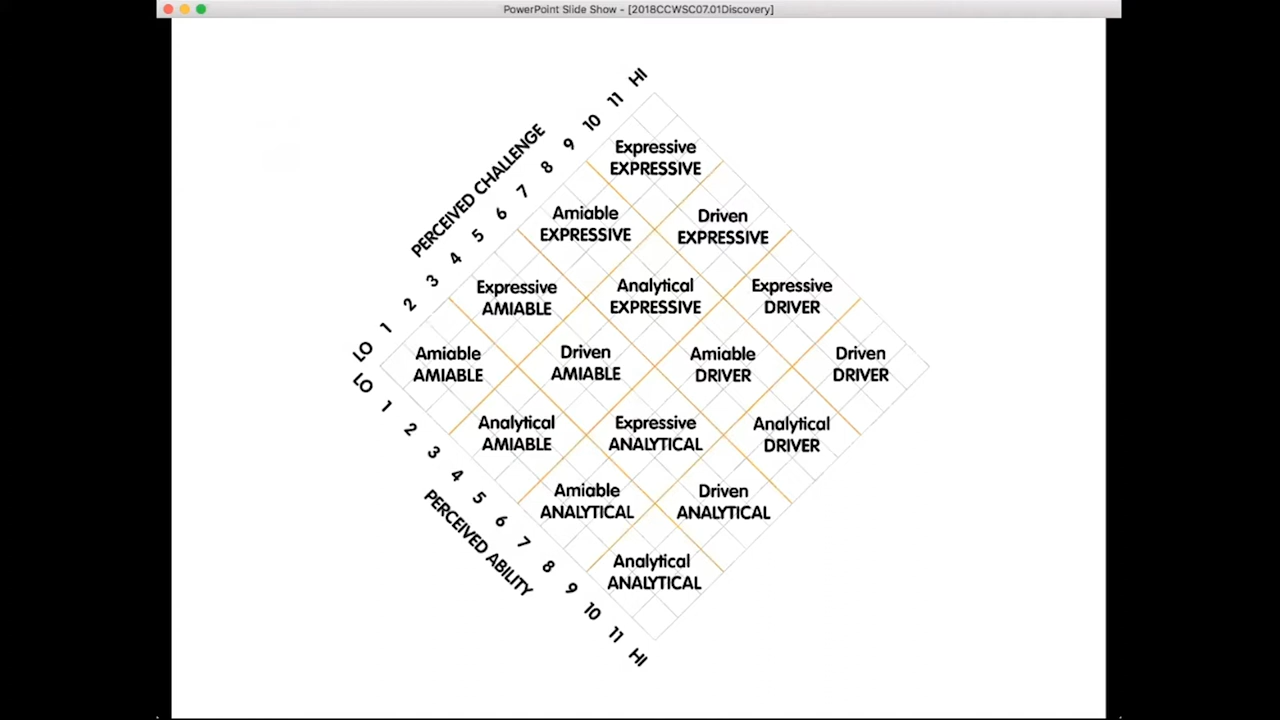 PowerPoint Slide Show - [2018CCWSC07.01Discovery]
PERCEIVED CHALLENGE
LO 1 2 3 4 5 6 7 8 9 10 11 HI
Expressive
EXPRESSIVE
Amiable
EXPRESSIVE
Driven
EXPRESSIVE
Expressive
AMIABLE
Analytical
EXPRESSIVE
Expressive
DRIVER
Amiable
AMIABLE
Driven
AMIABLE
Amiable
DRIVER
Driven
DRIVER
Analytical
AMIABLE
Expressive
ANALYTICAL
Analytical
DRIVER
Amiable
ANALYTICAL
Driven
ANALYTICAL
Analytical
ANALYTICAL
LO 1 2 3 4 5 6 7 8 9 10 11 HI
PERCEIVED ABILITY